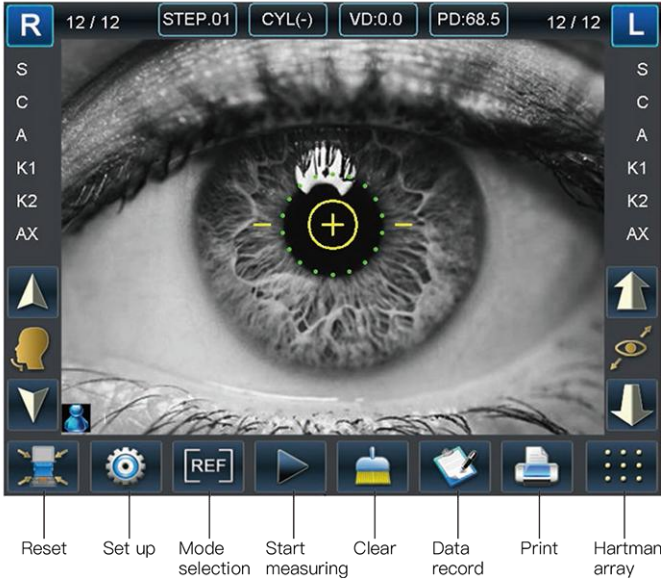 R 12 / 12 STEP.01 CYL(-) VD:0.0 PD:68.5 12 / 12 L
S S
C C
A A
K1 K1
K2 K2
AX AX
[REF]
Reset Set up Mode selection Start measuring Clear Data record Print Hartman array